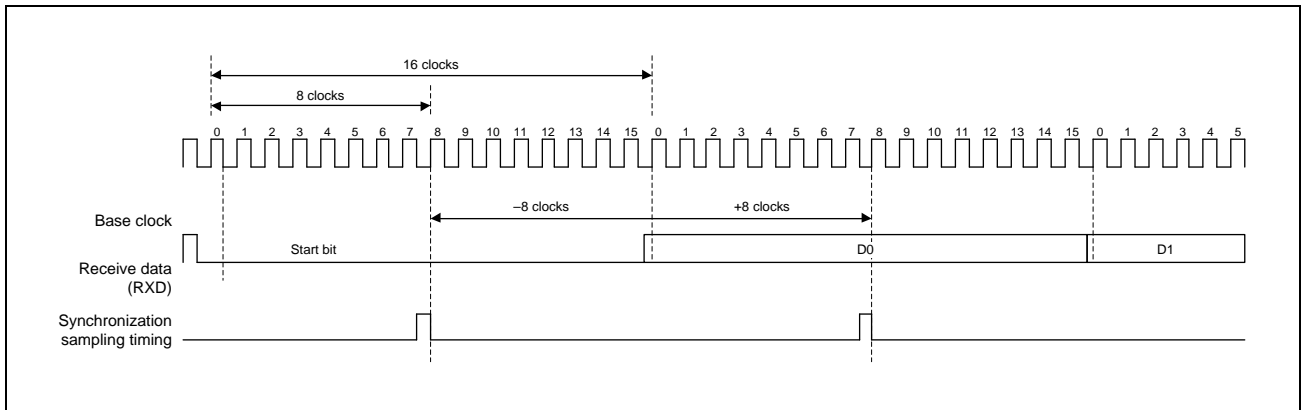 16 clocks
8 clocks
0 1 2 3 4 5 6 7 8 9 10 11 12 13 14 15 0 1 2 3 4 5 6 7 8 9 10 11 12 13 14 15 0 1 2 3 4 5
–8 clocks +8 clocks
Base clock
Start bit D0 D1
Receive data
(RXD)
Synchronization
sampling timing